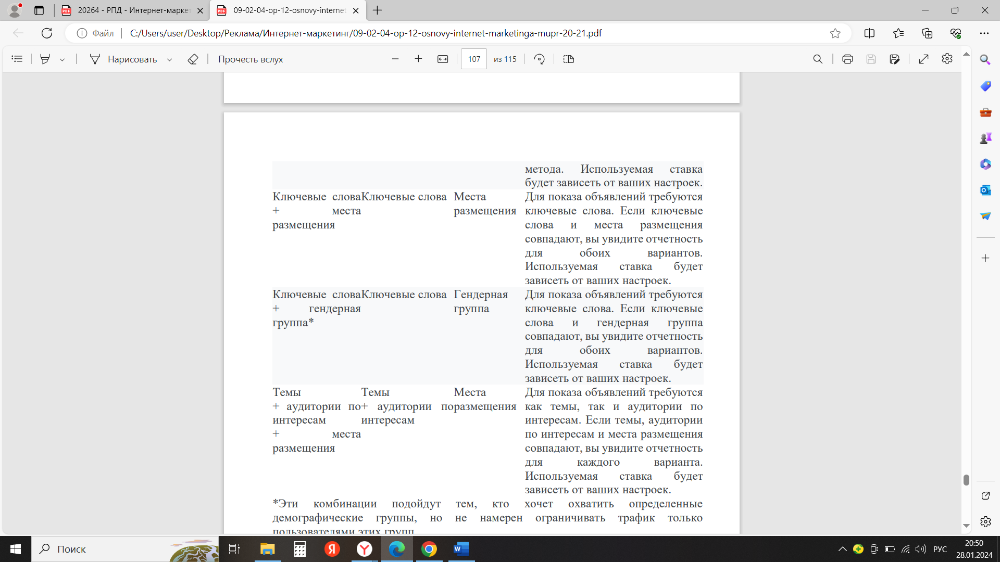 20264 - РПД - Интернет-маркет
09-02-04-op-12-osnovy-internet
Файл
C:/Users/user/Desktop/Реклама/Интернет-маркетинг/09-02-04-op-12-osnovy-internet-marketinga-mupr-20-21.pdf
Нарисовать
Прочесть вслух
107 из 115
метода. Используемая ставка
будет зависеть от ваших настроек.
Ключевые слова Ключевые слова Места Для показа объявлений требуются
+ места размещения ключевые слова. Если ключевые
размещения слова и места размещения
совпадают, вы увидите отчетность
для обоих вариантов.
Используемая ставка будет
зависеть от ваших настроек.
Ключевые слова Ключевые слова Гендерная Для показа объявлений требуются
+ гендерная группа ключевые слова. Если ключевые
группа* слова и гендерная группа
совпадают, вы увидите отчетность
для обоих вариантов.
Используемая ставка будет
зависеть от ваших настроек.
Темы Темы Места Для показа объявлений требуются
+ аудитории по + аудитории по размещения как темы, так и аудитории по
интересам интересам интересам. Если темы, аудитории
+ места по интересам и места размещения
размещения совпадают, вы увидите отчетность
для каждого варианта.
Используемая ставка будет
зависеть от ваших настроек.
*Эти комбинации подойдут тем, кто хочет охватить определенные
демографические группы, но не намерен ограничивать трафик только
пользователями этих групп
Поиск
РУС
20:50
28.01.2024